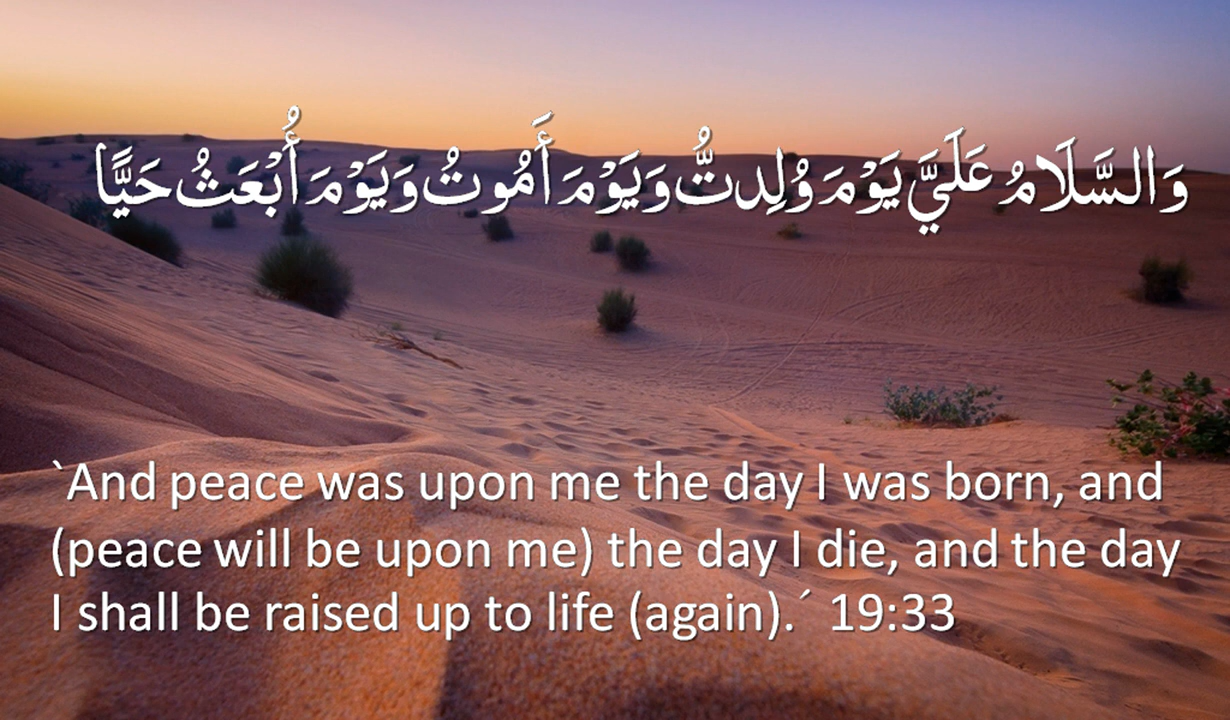 وَالسَّلَامُ عَلَيَّ يَوْمَ وُلِدتُّ وَيَوْمَ أَمُوتُ وَيَوْمَ أُبْعَثُ حَيًّا
`And peace was upon me the day I was born, and
(peace will be upon me) the day I die, and the day
I shall be raised up to life (again).´ 19:33